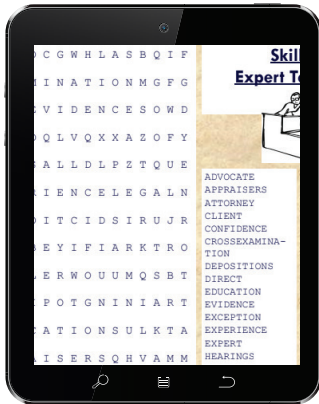 C G W H L A S B Q I F
I N A T I O N M G F G
V I D E N C E S O W D
Q L V Q X X A Z O F Y
A L L D L P Z T Q U E
I E N C E L E G A L N
I T C I D S I R U J R
E Y I F I A R K T R O
E R W O U U M Q S B T
P O T G N I N I A R T
A T I O N S U L K T A
I S E R S Q H V A M M
Skil
Expert T
ADVOCATE
APPRAISERS
ATTORNEY
CLIENT
CONFIDENCE
CROSSEXAMINA-
TION
DEPOSITIONS
DIRECT
EDUCATION
EVIDENCE
EXCEPTION
EXPERIENCE
EXPERT
HEARINGS